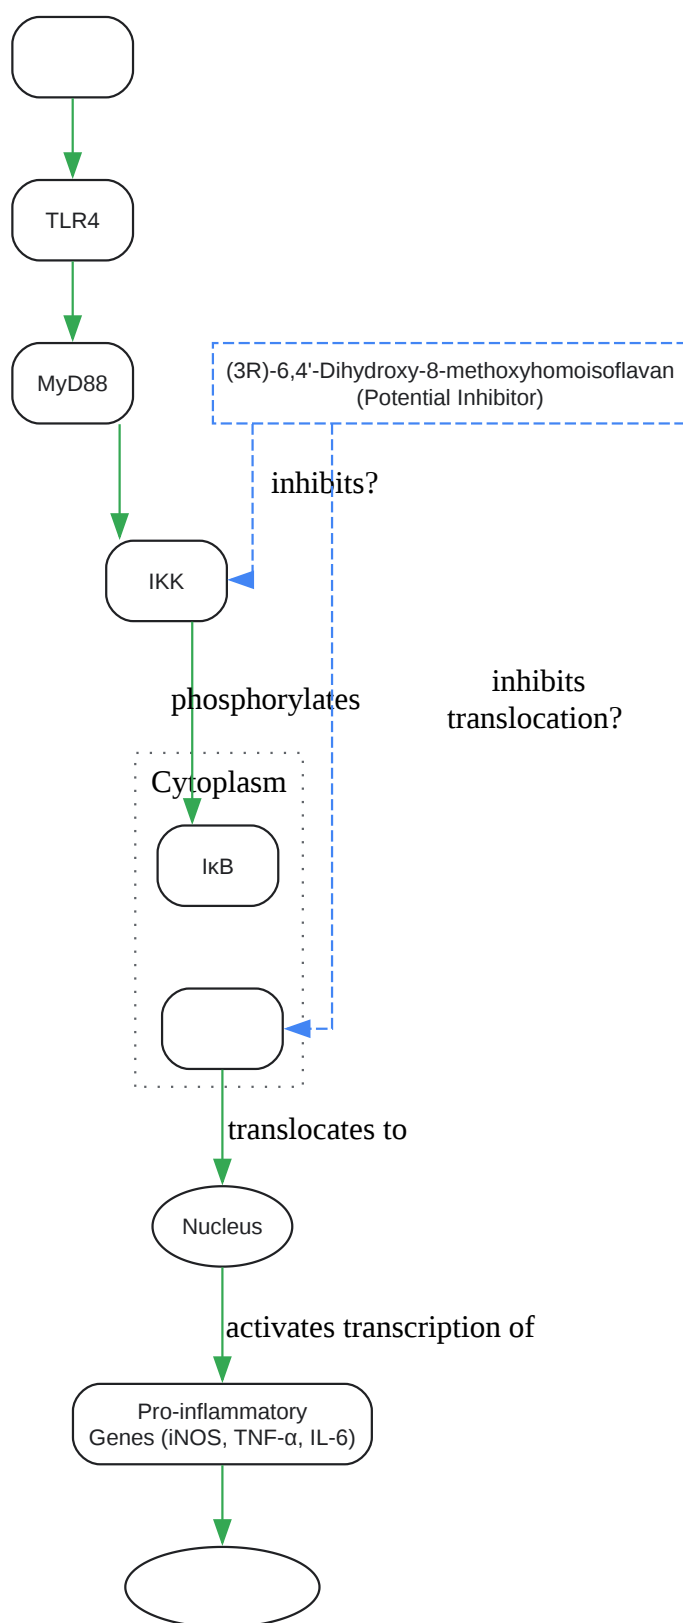 TLR4
MyD88
(3R)-6,4'-Dihydroxy-8-methoxyhomoisoflavan
(Potential Inhibitor)
inhibits?
IKK
phosphorylates
inhibits
translocation?
Cytoplasm
IκB
translocates to
Nucleus
activates transcription of
Pro-inflammatory
Genes (iNOS, TNF-α, IL-6)